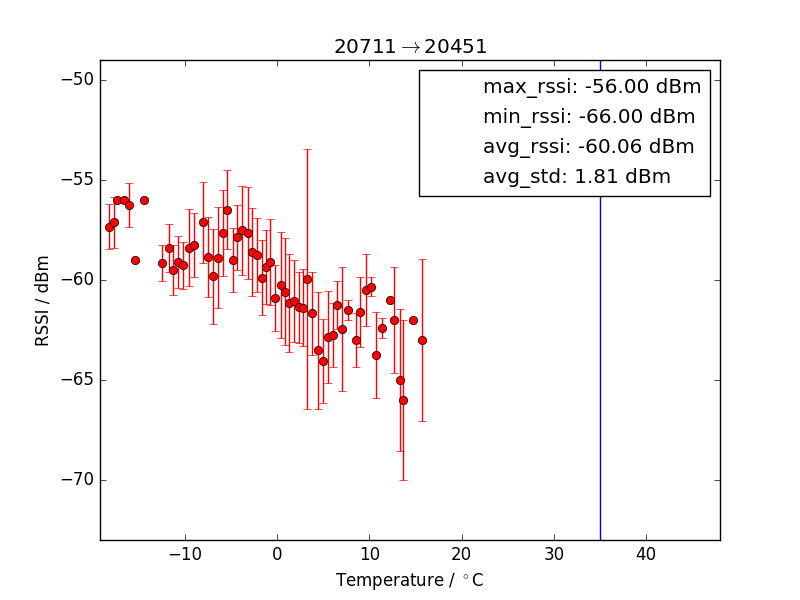 20711→20451
max_rssi: -56.00 dBm
min_rssi: -66.00 dBm
avg_rssi: -60.06 dBm
avg_std: 1.81 dBm
RSSI / dBm
−50
−55
−60
−65
−70
−10 0 10 20 30 40
Temperature / °C